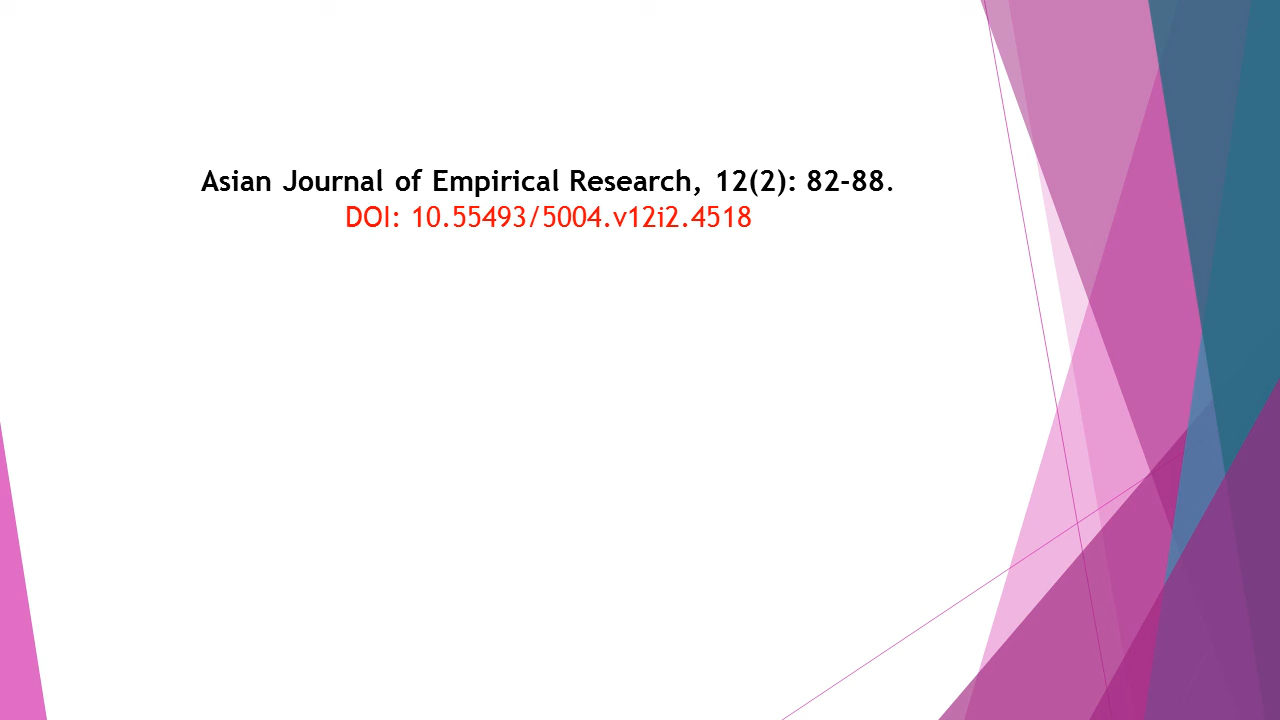 Asian Journal of Empirical Research, 12(2): 82-88.
DOI: 10.55493/5004.v12i2.4518